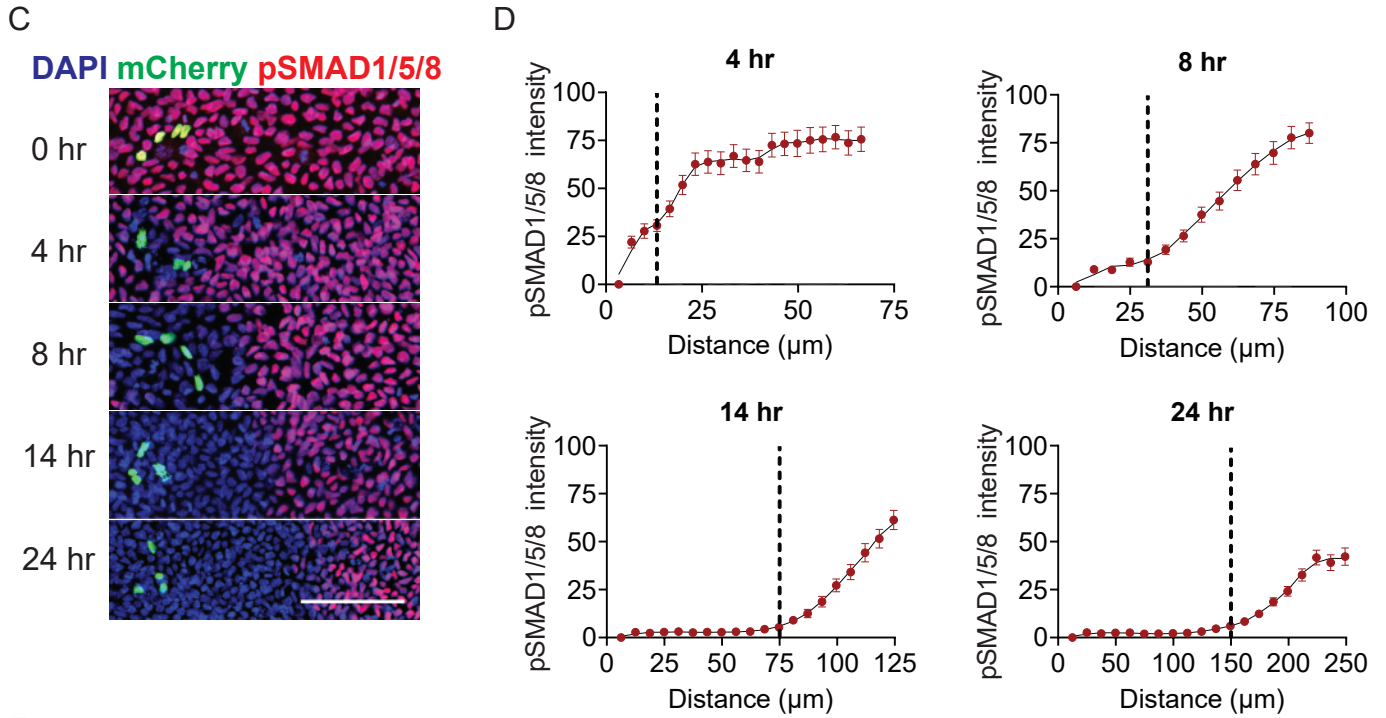 C
DAPI mCherry pSMAD1/5/8
0 hr
4 hr
8 hr
14 hr
24 hr
D
4 hr
pSMAD1/5/8 intensity
100
75
50
25
0
0 25 50 75
Distance (µm)
8 hr
pSMAD1/5/8 intensity
100
75
50
25
0
0 25 50 75 100
Distance (µm)
14 hr
pSMAD1/5/8 intensity
100
75
50
25
0
0 25 50 75 100 125
Distance (µm)
24 hr
pSMAD1/5/8 intensity
100
75
50
25
0
0 50 100 150 200 250
Distance (µm)